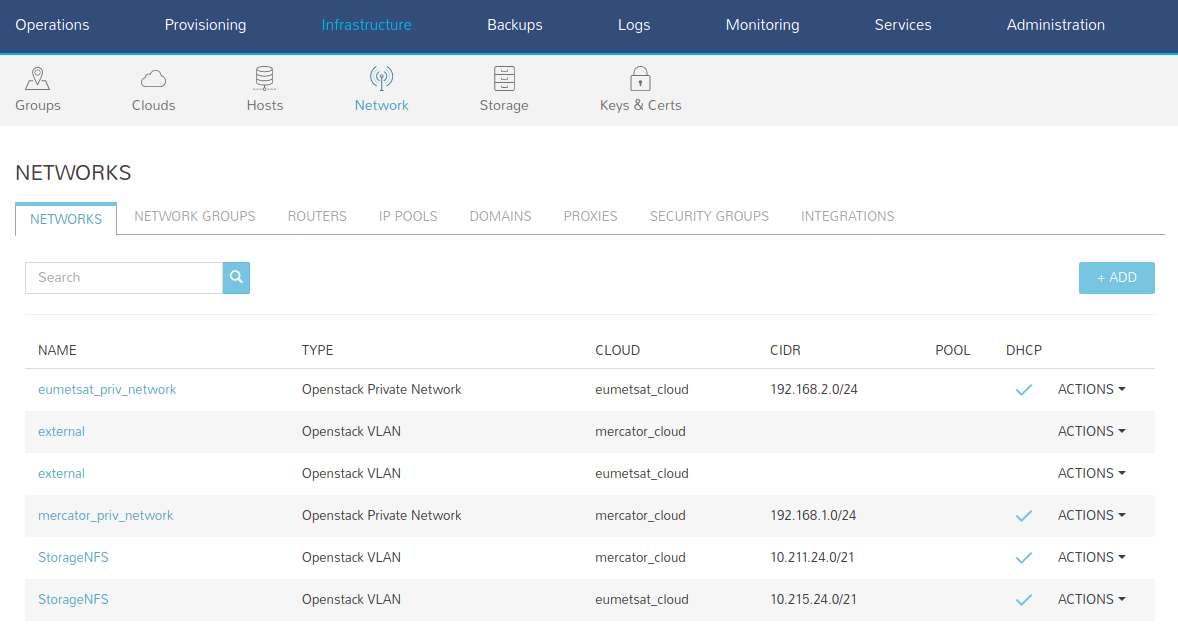 Operations Provisioning Infrastructure Backups Logs Monitoring Services Administration
Groups Clouds Hosts Network Storage Keys & Certs
NETWORKS
NETWORKS NETWORK GROUPS ROUTERS IP POOLS DOMAINS PROXIES SECURITY GROUPS INTEGRATIONS
Search + ADD
NAME TYPE CLOUD CIDR POOL DHCP
eumetsat_priv_network Openstack Private Network eumetsat_cloud 192.168.2.0/24 ACTIONS
external Openstack VLAN mercator_cloud ACTIONS
external Openstack VLAN eumetsat_cloud ACTIONS
mercator_priv_network Openstack Private Network mercator_cloud 192.168.1.0/24 ACTIONS
StorageNFS Openstack VLAN mercator_cloud 10.211.24.0/21 ACTIONS
StorageNFS Openstack VLAN eumetsat_cloud 10.215.24.0/21 ACTIONS